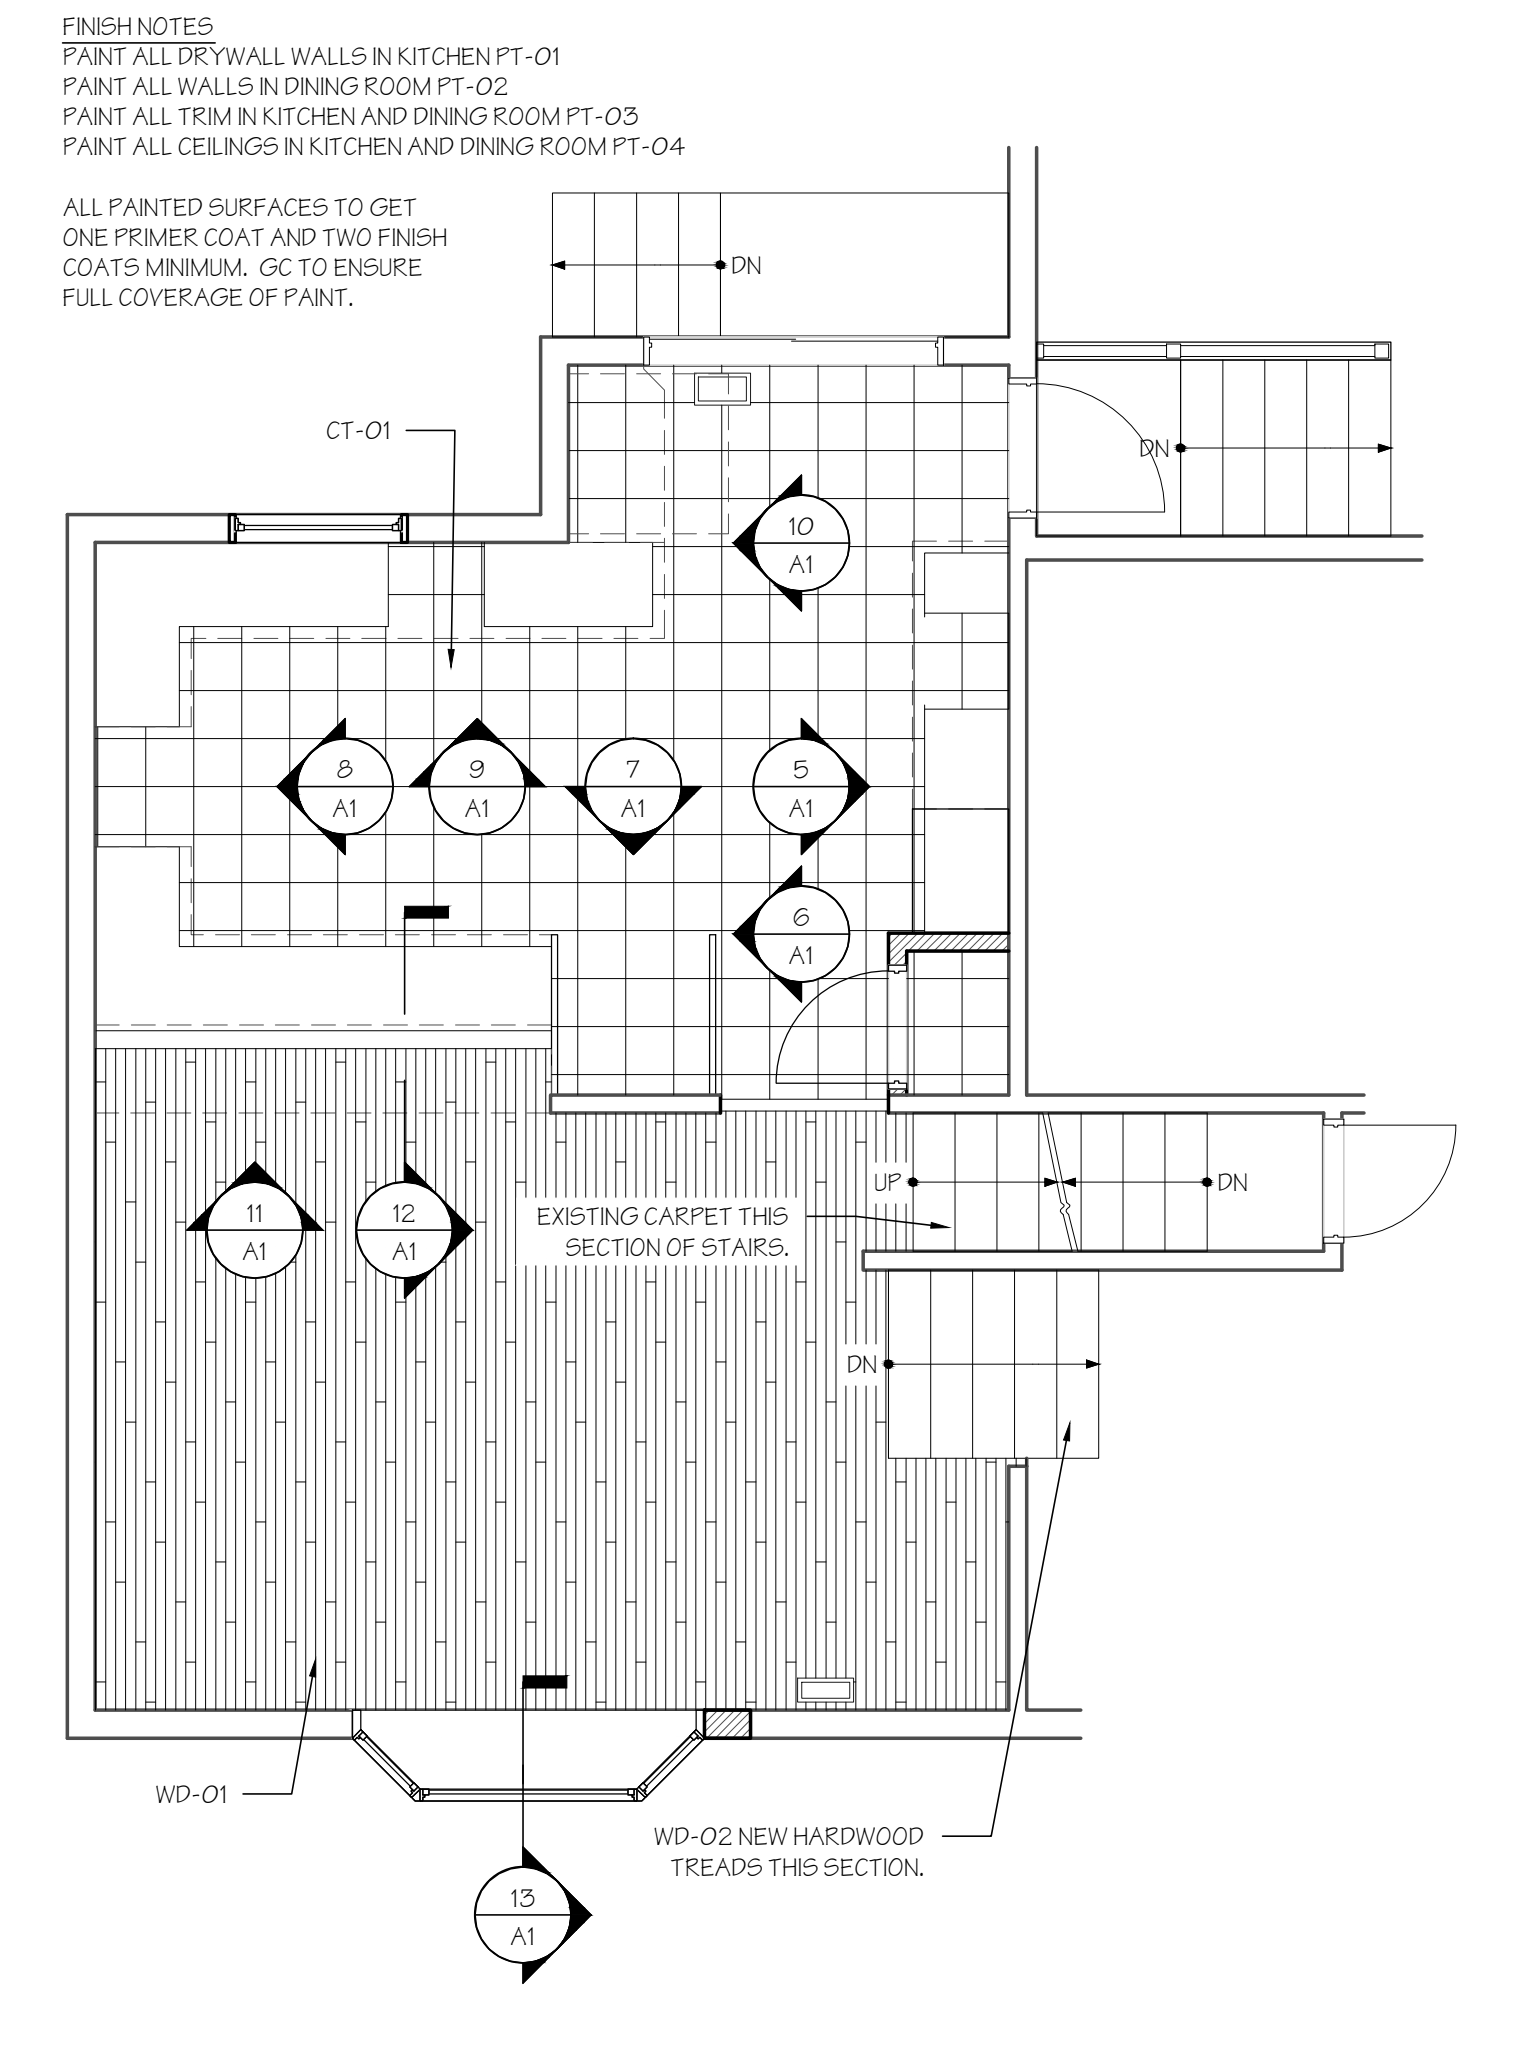 FINISH NOTES
PAINT ALL DRYWALL WALLS IN KITCHEN PT-01
PAINT ALL WALLS IN DINING ROOM PT-02
PAINT ALL TRIM IN KITCHEN AND DINING ROOM PT-03
PAINT ALL CEILINGS IN KITCHEN AND DINING ROOM PT-04
ALL PAINTED SURFACES TO GET
ONE PRIMER COAT AND TWO FINISH
COATS MINIMUM.  GC TO ENSURE
FULL COVERAGE OF PAINT.
DN
CT-01
DN
10
A1
8
A1
9
A1
7
A1
5
A1
6
A1
UP
DN
11
A1
12
A1
EXISTING CARPET THIS
SECTION OF STAIRS.
DN
WD-01
WD-02 NEW HARDWOOD
TREADS THIS SECTION.
13
A1